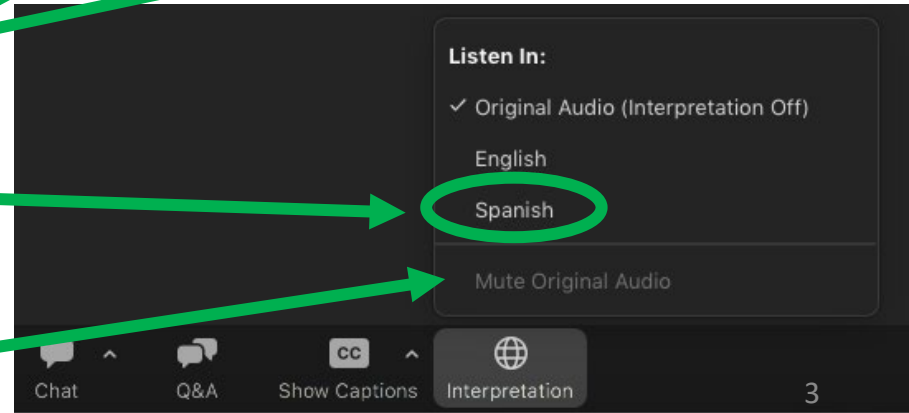 Listen In:
✓ Original Audio (Interpretation Off)
English
Spanish
Mute Original Audio
CC
Chat Q&A Show Captions Interpretation 3